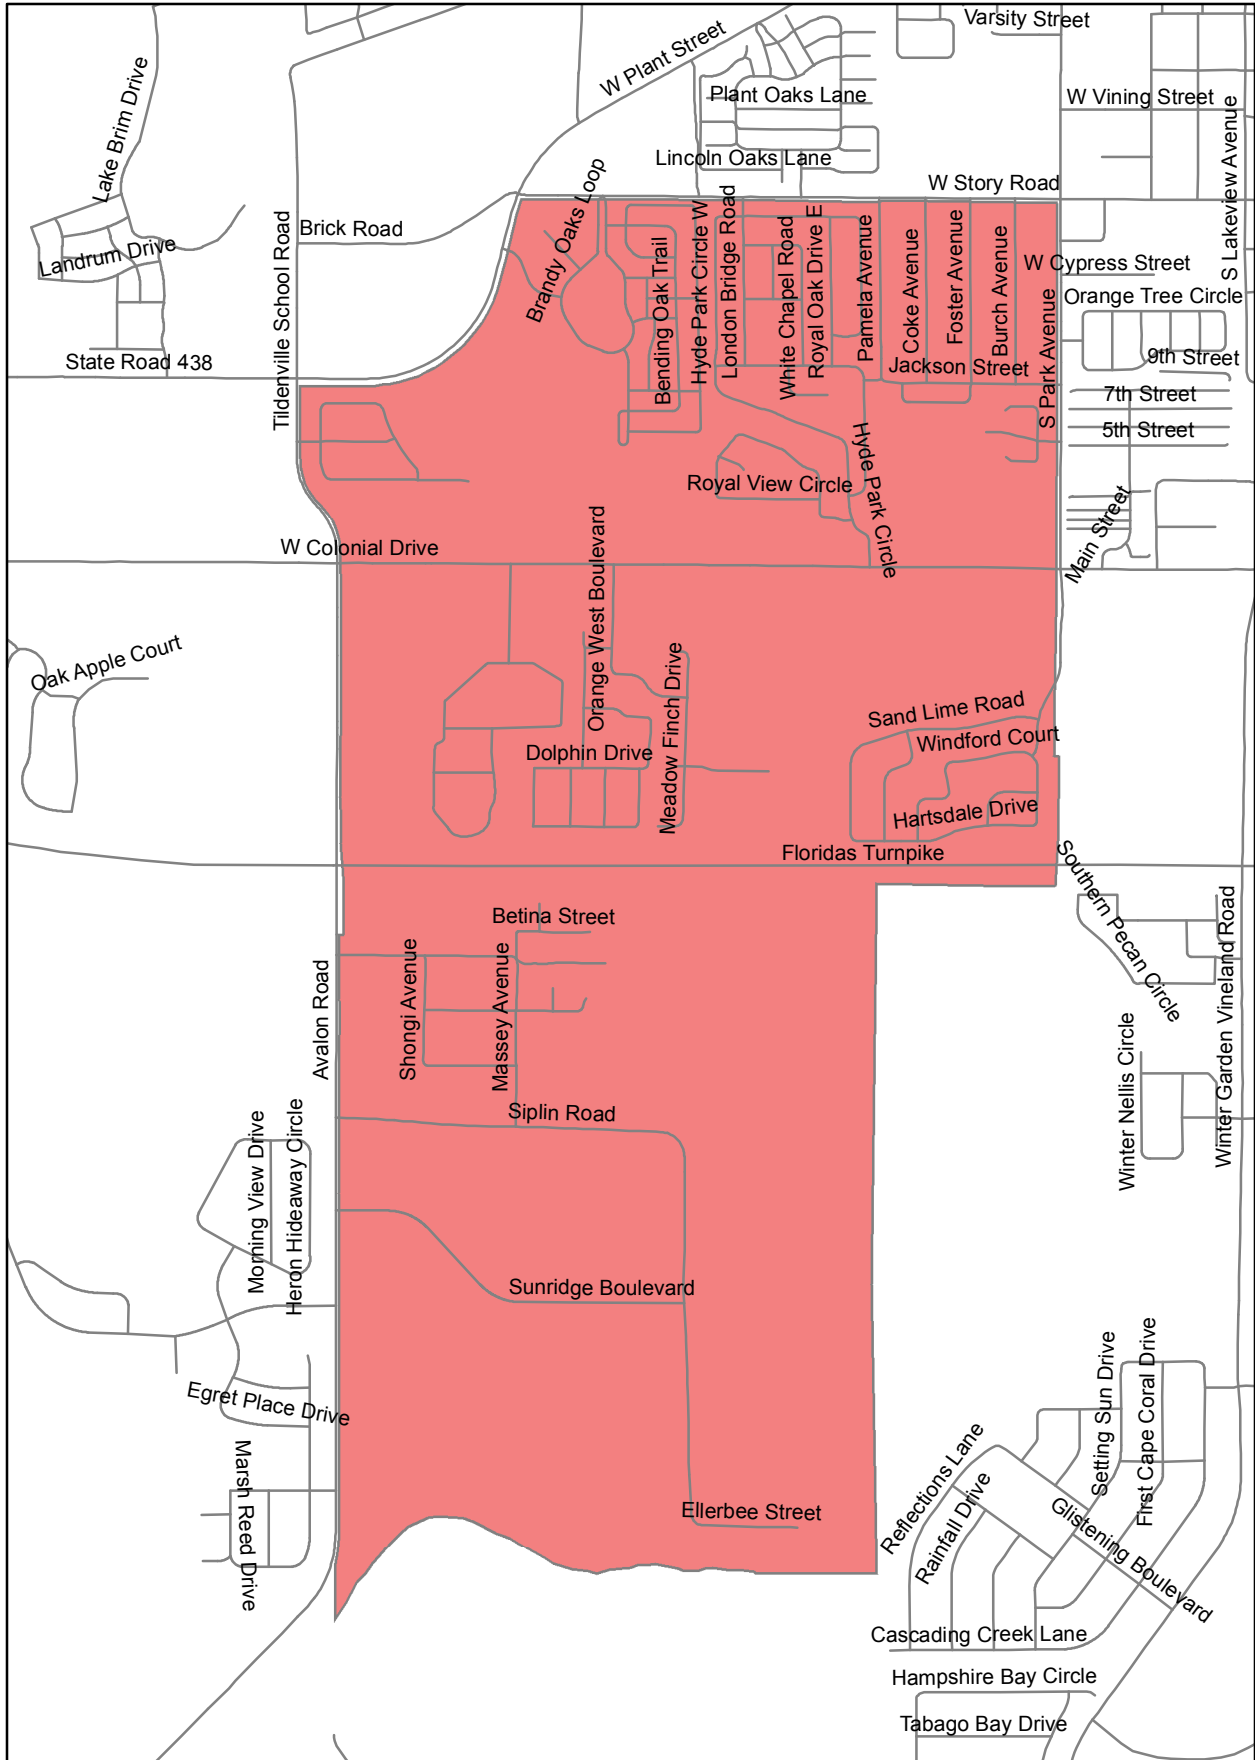 Varsity Street
W Plant Street
Lake Brim Drive
Plant Oaks Lane
W Vining Street
S Lakeview Avenue
Lincoln Oaks Lane
W Story Road
Brick Road
Landrum Drive
Tildenville School Road
Brandy Oaks Loop
Bending Oak Trail
Hyde Park Circle W
London Bridge Road
White Chapel Road
Royal Oak Drive E
Pamela Avenue
Coke Avenue
Foster Avenue
Burch Avenue
W Cypress Street
Orange Tree Circle
S Park Avenue
State Road 438
Jackson Street
9th Street
7th Street
5th Street
Royal View Circle
Hyde Park Circle
Main Street
W Colonial Drive
Orange West Boulevard
Oak Apple Court
Meadow Finch Drive
Sand Lime Road
Windford Court
Dolphin Drive
Hartsdale Drive
Floridas Turnpike
Southern Pecan Circle
Betina Street
Winter Garden Vineland Road
Avalon Road
Shongi Avenue
Massey Avenue
Winter Nellis Circle
Siplin Road
Morning View Drive
Heron Hideaway Circle
Sunridge Boulevard
Egret Place Drive
Setting Sun Drive
First Cape Coral Drive
Marsh Reed Drive
Reflections Lane
Rainfall Drive
Glistening Boulevard
Ellerbee Street
Cascading Creek Lane
Hampshire Bay Circle
Tabago Bay Drive